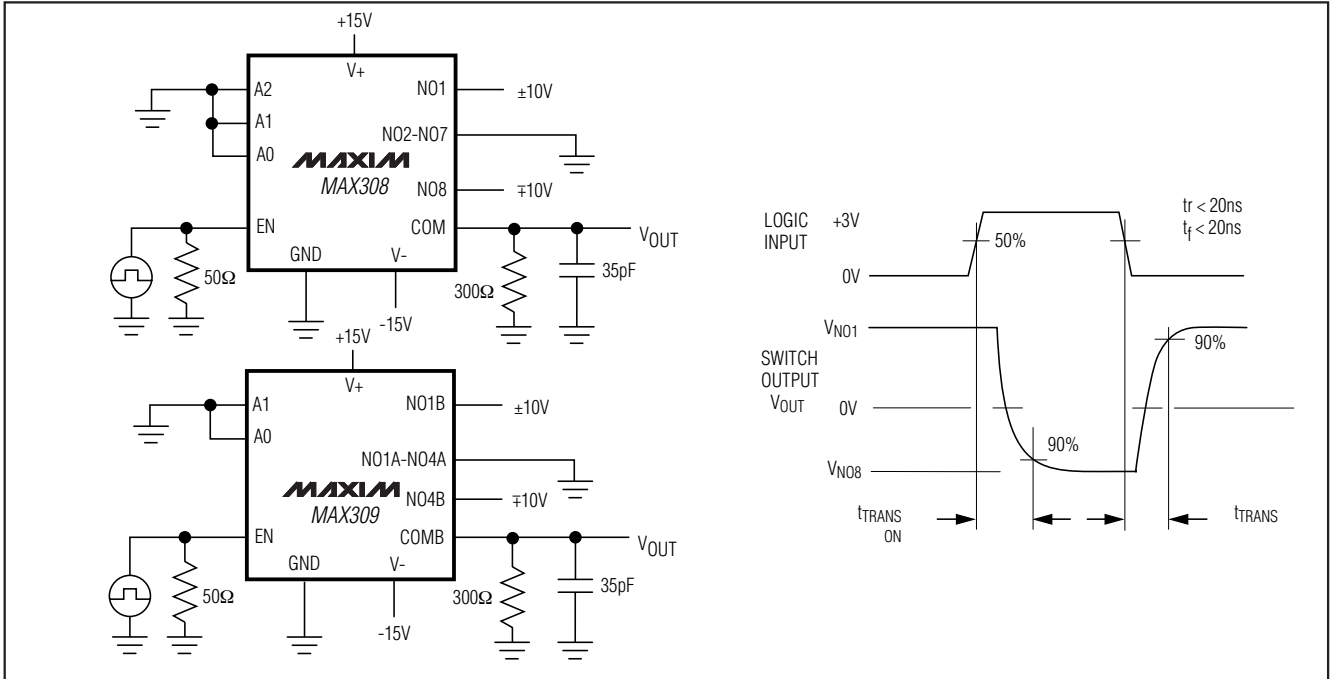 +15V
V+
A2
A1
A0
NO1
±10V
NO2-NO7
MAXIM
MAX308
NO8
∓10V
EN
COM
VOUT
GND
V-
50Ω
300Ω
35pF
-15V
+15V
V+
A1
A0
NO1B
±10V
NO1A-NO4A
MAXIM
MAX309
NO4B
∓10V
EN
COMB
VOUT
GND
V-
50Ω
300Ω
35pF
-15V
LOGIC
INPUT
+3V
50%
0V
tr < 20ns
tf < 20ns
VNO1
90%
SWITCH
OUTPUT
VOUT
0V
90%
VNO8
tTRANS
ON
tTRANS